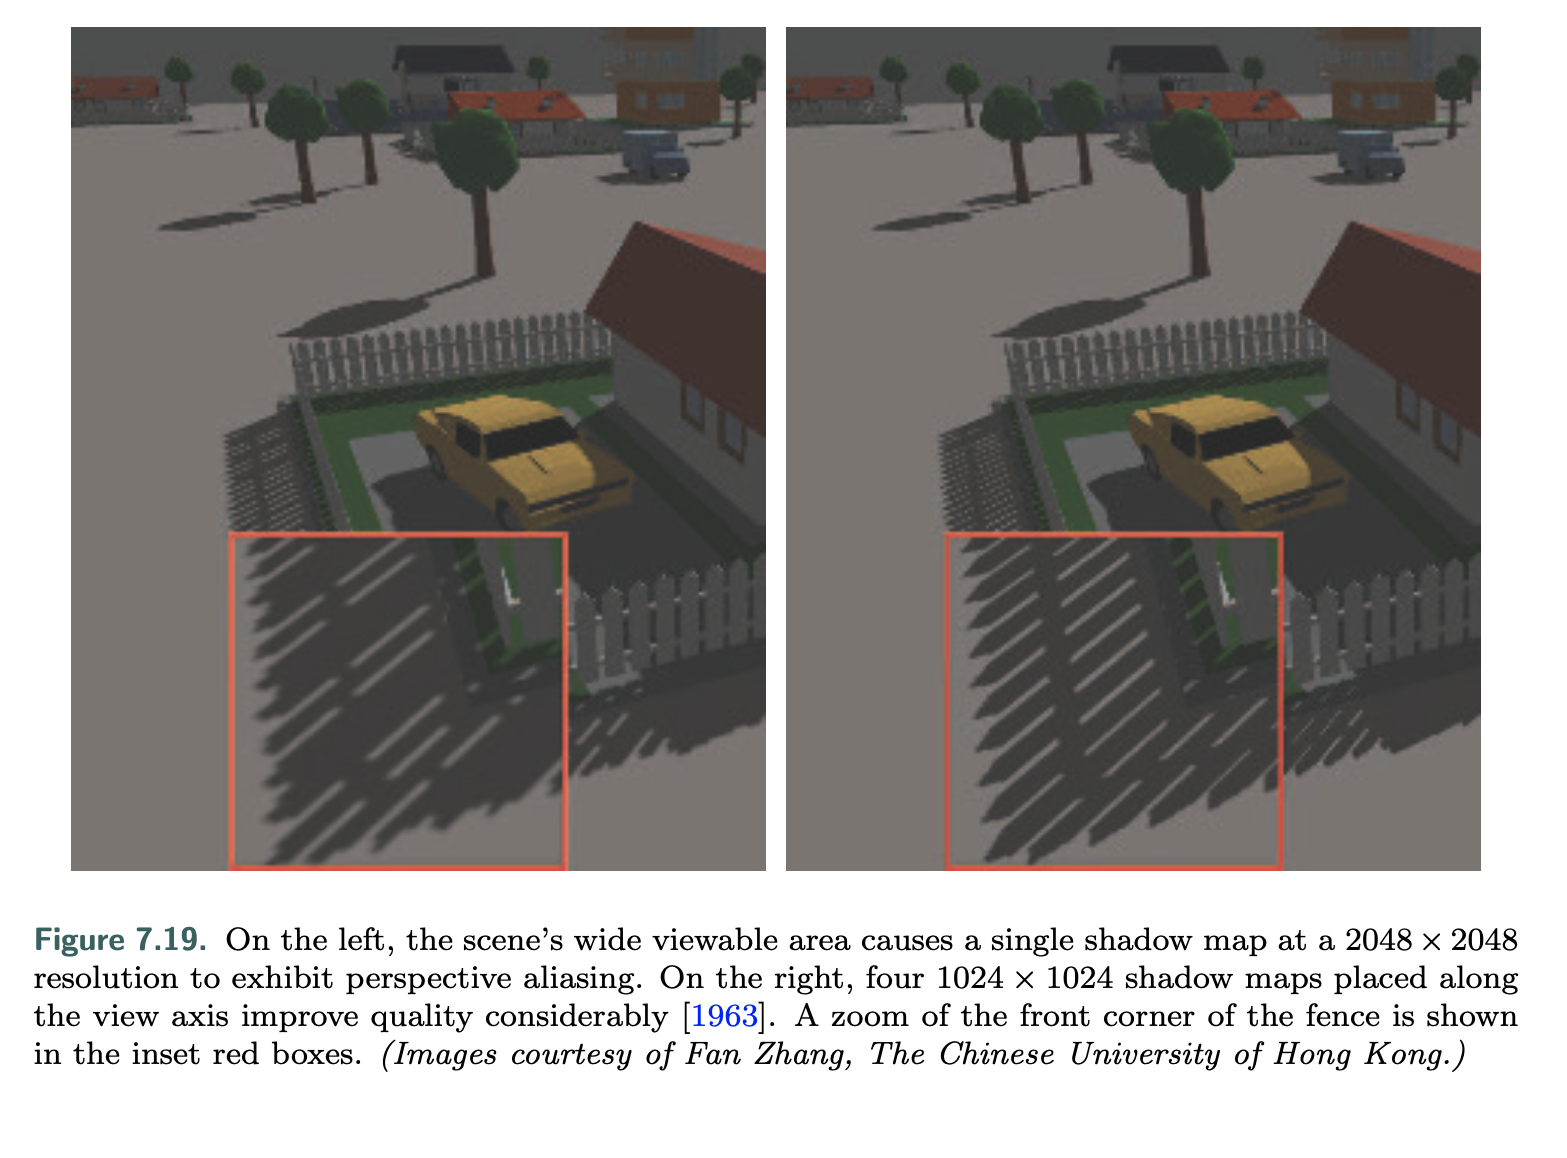 Figure 7.19. On the left, the scene's wide viewable area causes a single shadow map at a 2048 × 2048
resolution to exhibit perspective aliasing. On the right, four 1024 × 1024 shadow maps placed along
the view axis improve quality considerably [1963]. A zoom of the front corner of the fence is shown
in the inset red boxes. (Images courtesy of Fan Zhang, The Chinese University of Hong Kong.)